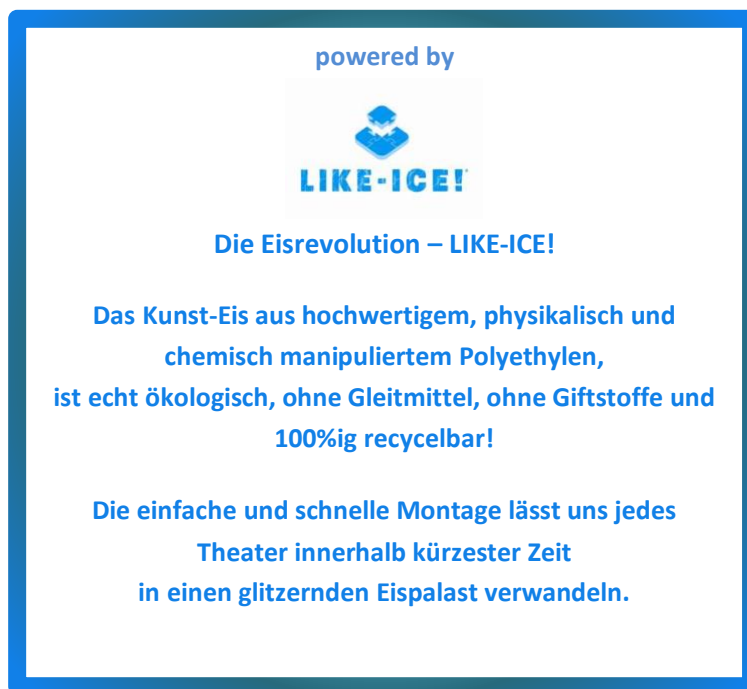 powered by
LIKE-ICE!
Die Eisrevolution – LIKE-ICE!
Das Kunst-Eis aus hochwertigem, physikalisch und
chemisch manipuliertem Polyethylen,
ist echt ökologisch, ohne Gleitmittel, ohne Giftstoffe und
100%ig recycelbar!
Die einfache und schnelle Montage lässt uns jedes
Theater innerhalb kürzester Zeit
in einen glitzernden Eispalast verwandeln.